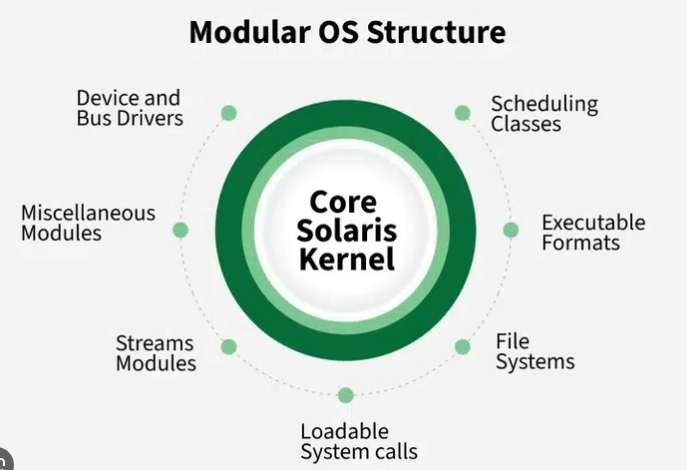 Modular OS Structure
Device and
Bus Drivers
Scheduling
Classes
Core
Solaris
Kernel
Miscellaneous
Modules
Executable
Formats
Streams
Modules
File
Systems
Loadable
System calls